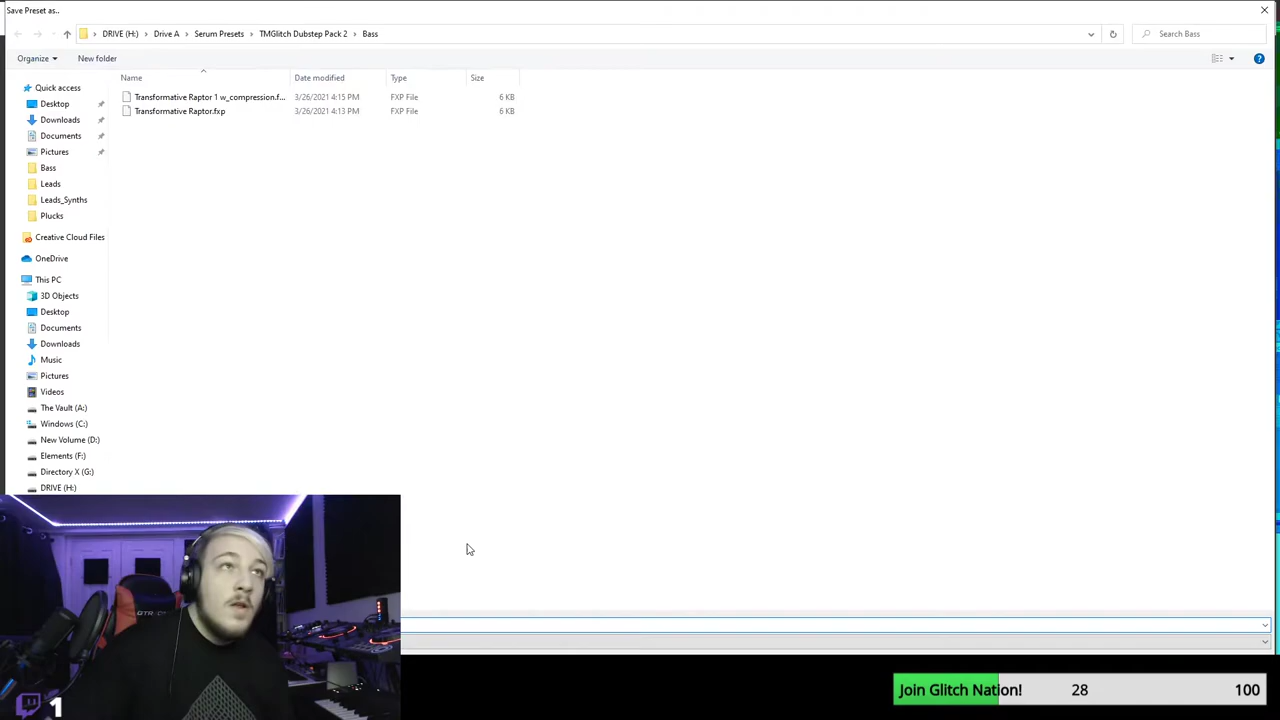 Save Preset as..
DRIVE (H:) Drive A Serum Presets TMGlitch Dubstep Pack 2 Bass
Search Bass
Organize New folder
Name Date modified Type Size
Quick access
Desktop
Downloads
Documents
Pictures
Bass
Leads
Leads_Synths
Plucks
Creative Cloud Files
OneDrive
This PC
3D Objects
Desktop
Documents
Downloads
Music
Pictures
Videos
The Vault (A:)
Windows (C:)
New Volume (D:)
Elements (F:)
Directory X (G:)
DRIVE (H:)
Transformative Raptor 1 w_compression.f... 3/26/2021 4:15 PM FXP File 6 KB
Transformative Raptor.fxp 3/26/2021 4:13 PM FXP File 6 KB
1
Join Glitch Nation! 28 100